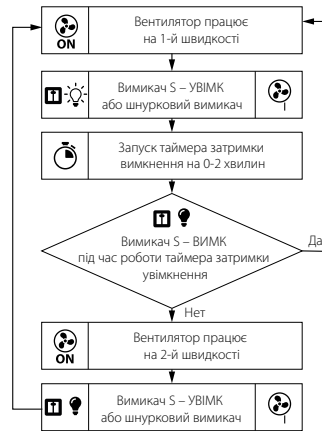 ON
Вентилятор працює
на 1-й швидкості
Вимикач S – УВІМК
або шнурковий вимикач
Запуск таймера затримки
вимкнення на 0-2 хвилин
Вимикач S – ВИМК
під час роботи таймера затримки
увімкнення
Да
Нет
ON
Вентилятор працює
на 2-й швидкості
Вимикач S – УВІМК
або шнурковий вимикач